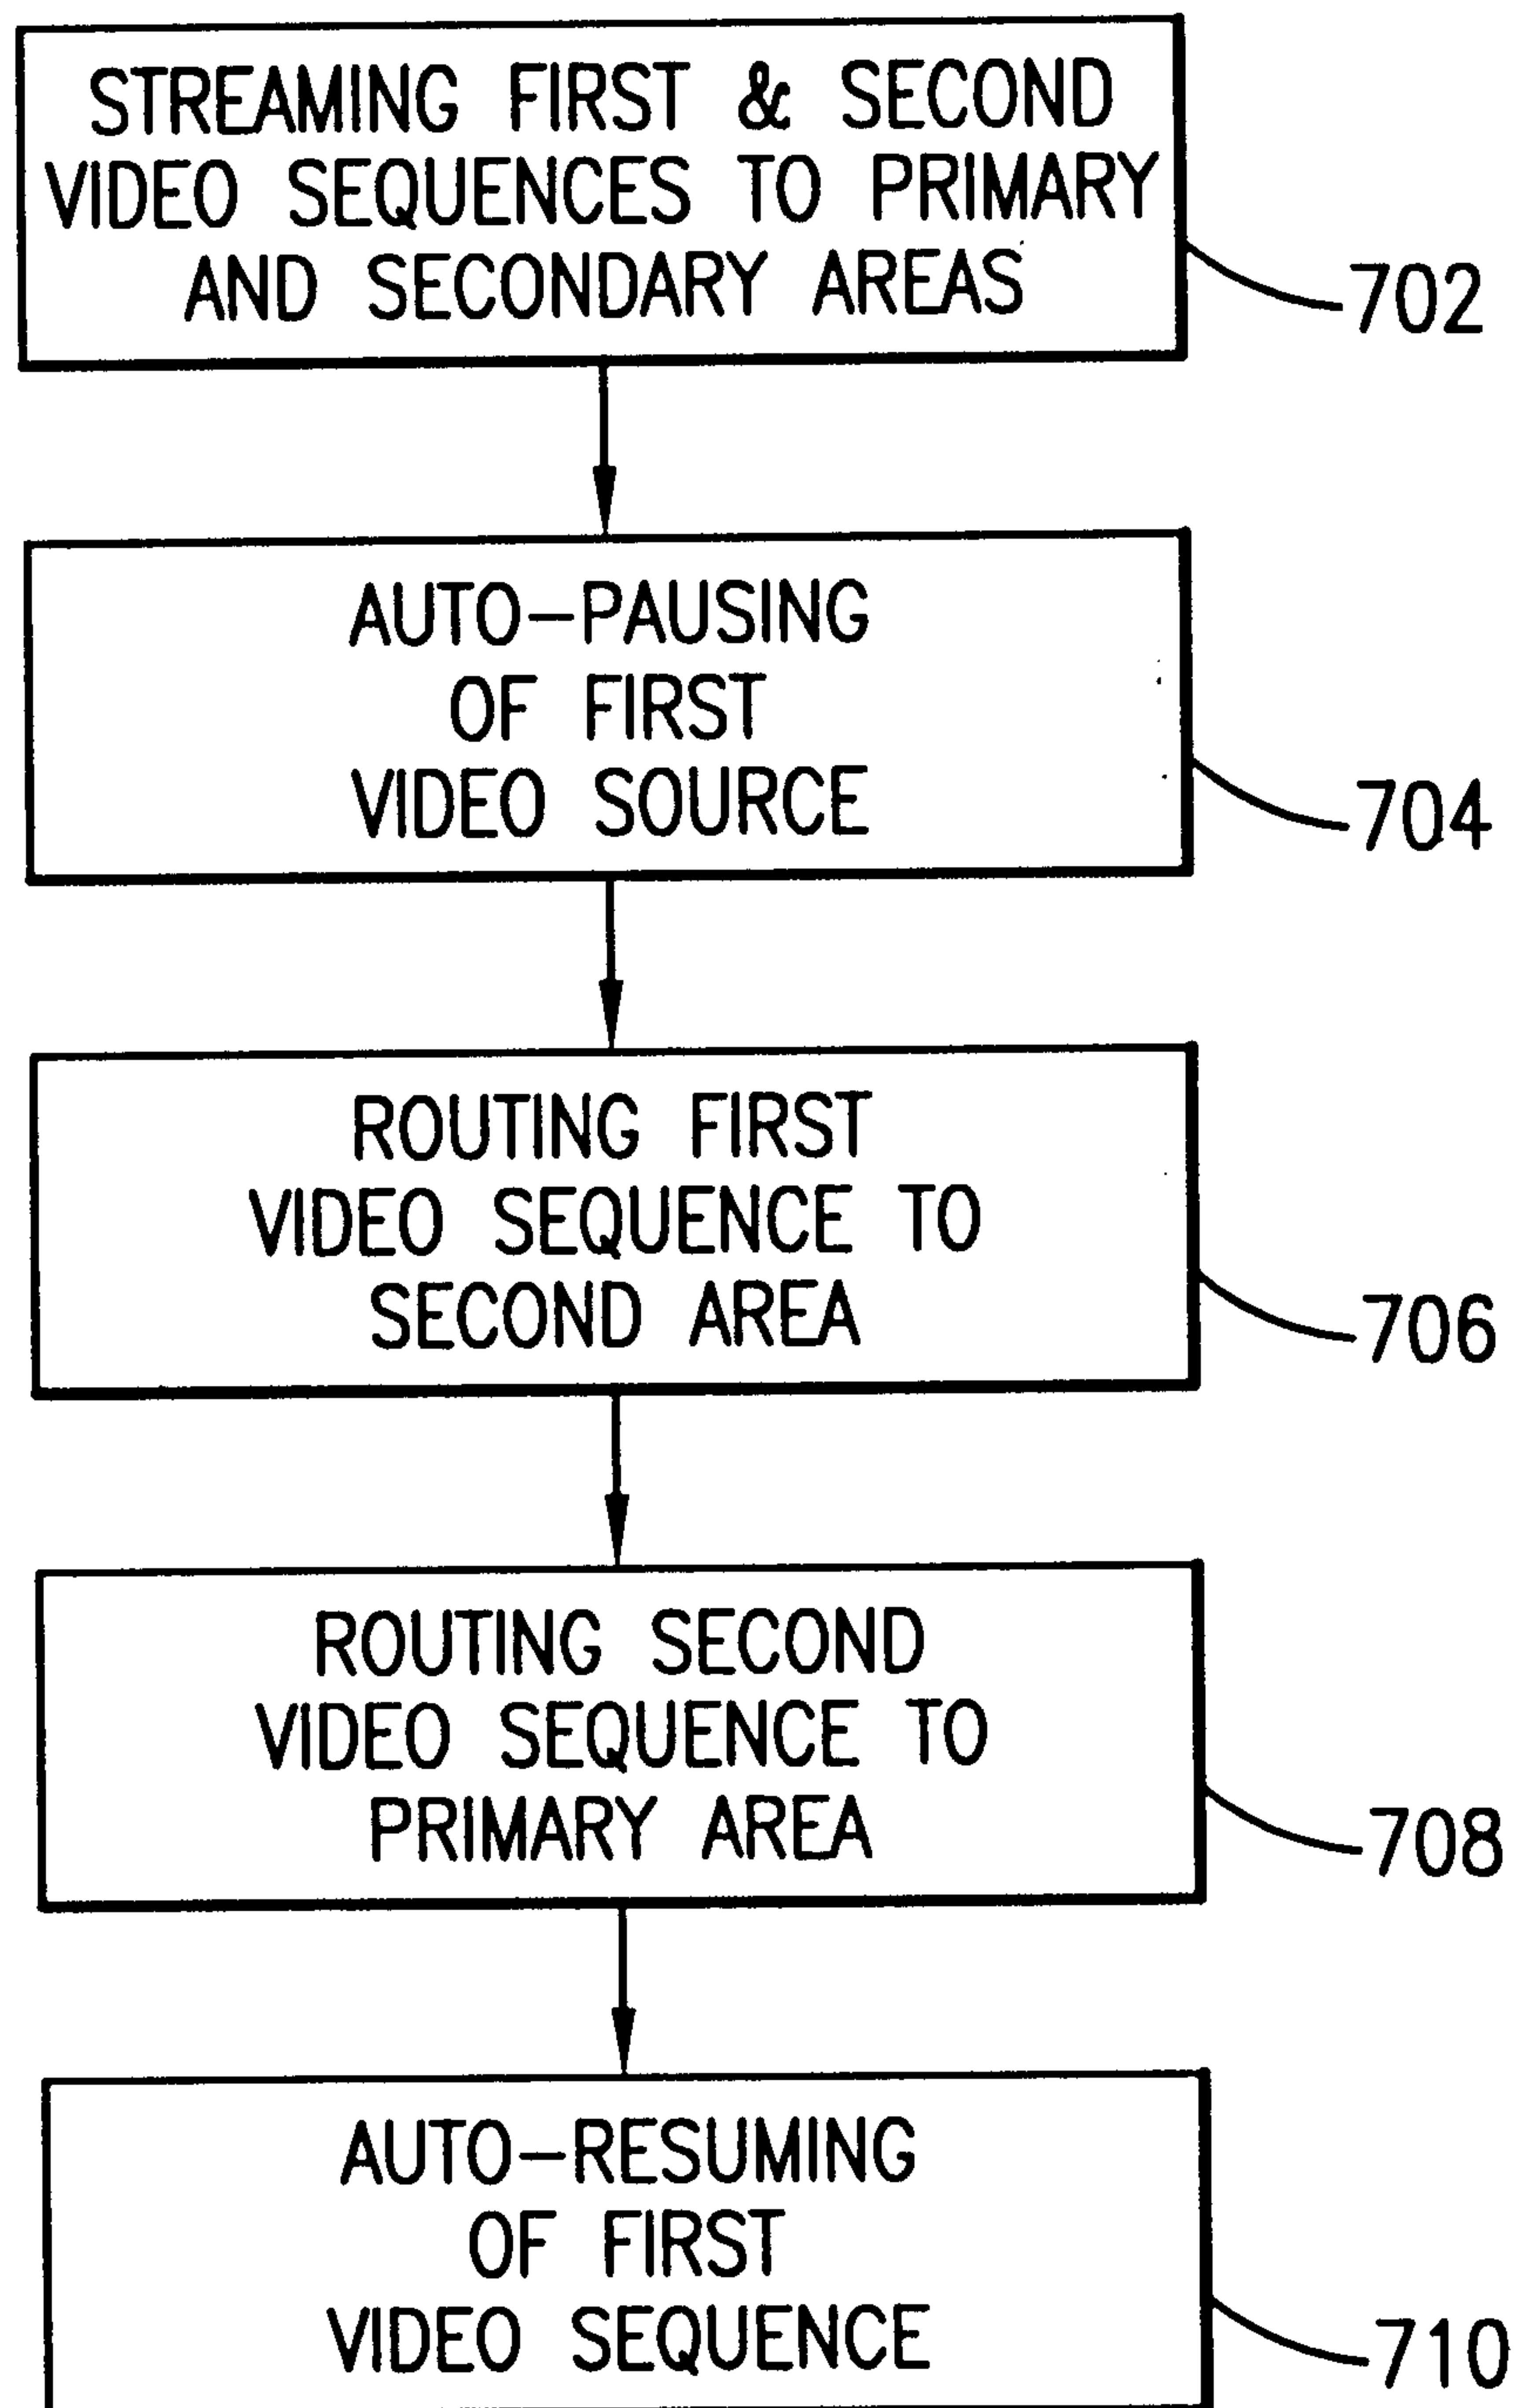 STREAMING FIRST & SECOND
VIDEO SEQUENCES TO PRIMARY
AND SECONDARY AREAS
702
AUTO-PAUSING
OF FIRST
VIDEO SOURCE
704
ROUTING FIRST
VIDEO SEQUENCE TO
SECOND AREA
706
ROUTING SECOND
VIDEO SEQUENCE TO
PRIMARY AREA
708
AUTO-RESUMING
OF FIRST
VIDEO SEQUENCE
710